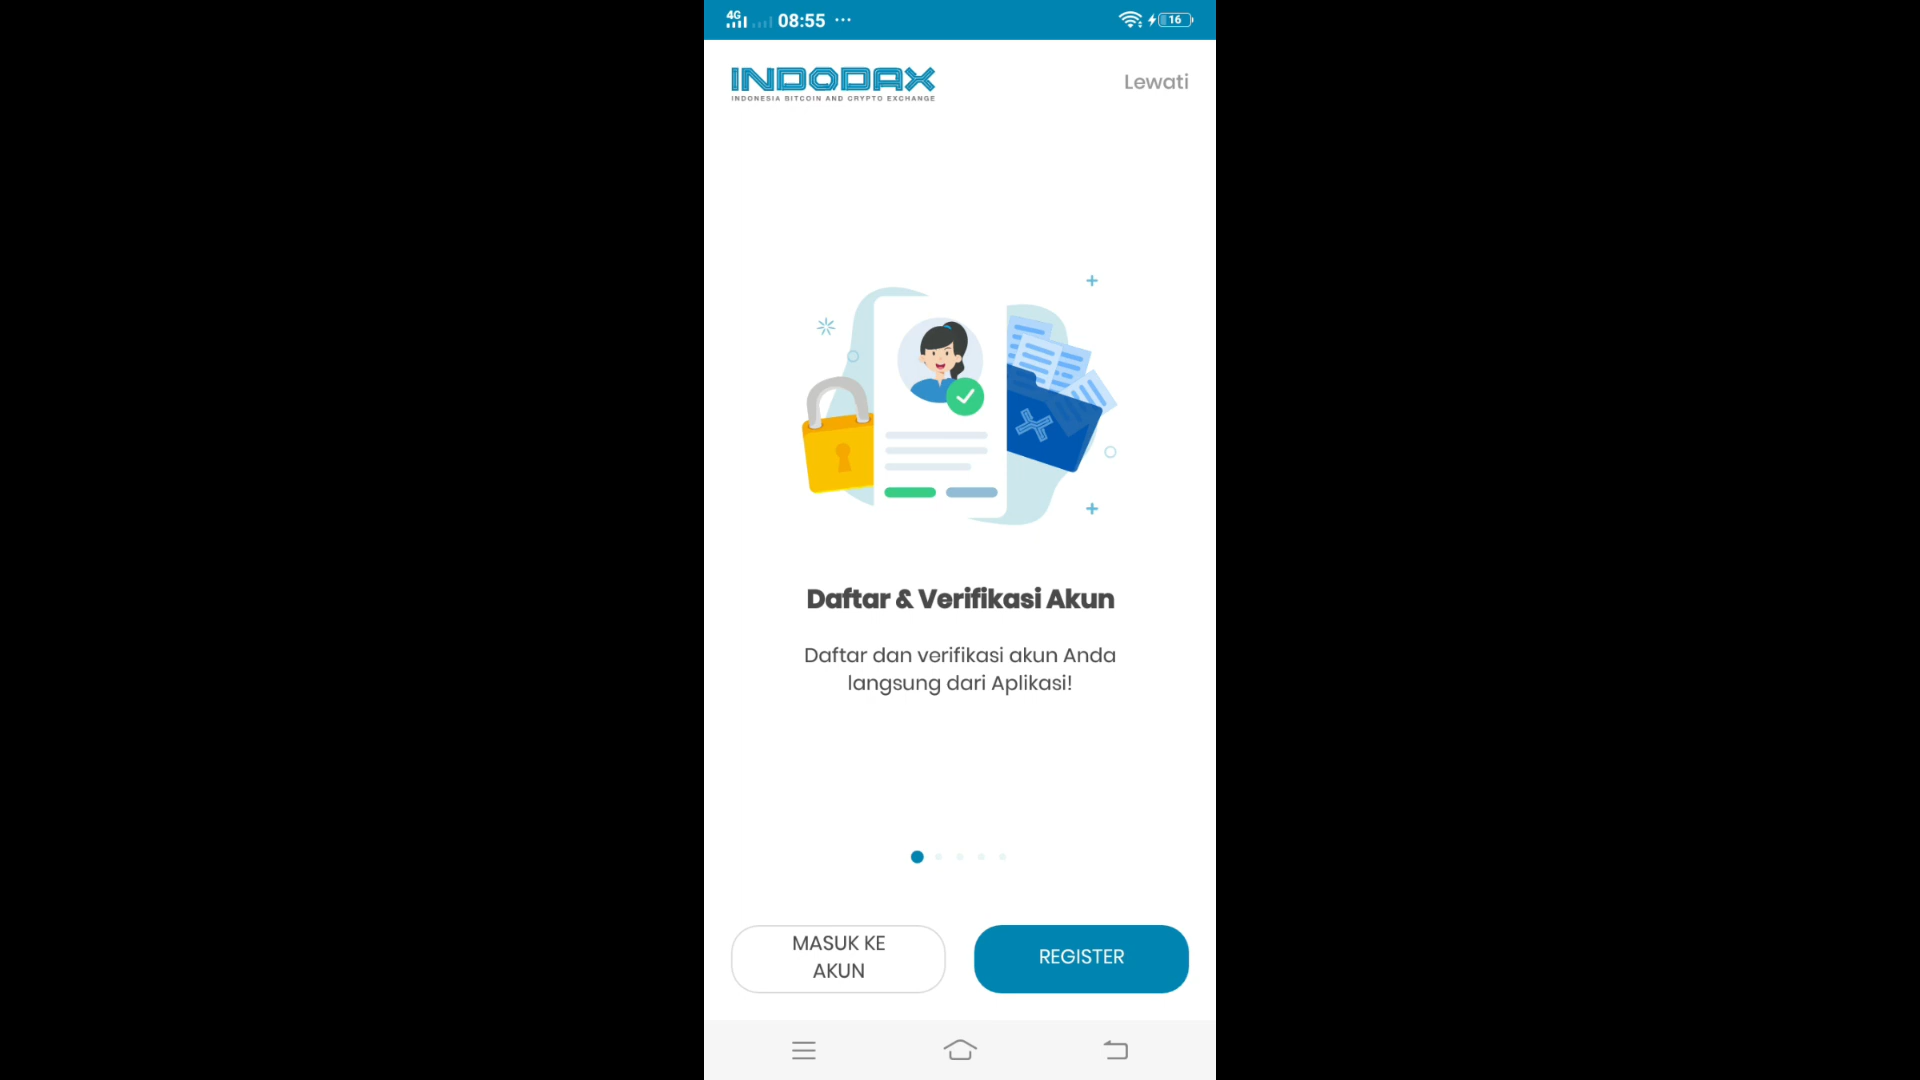 4G 08:55 ... 16
INDODAX Lewati
INDONESIA BITCOIN AND CRYPTO EXCHANGE
Daftar & Verifikasi Akun
Daftar dan verifikasi akun Anda
langsung dari Aplikasi!
MASUK KE
AKUN
REGISTER